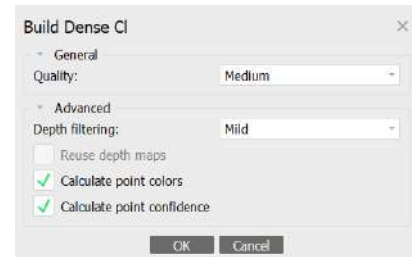 Build Dense Cl
General
Quality: Medium
Advanced
Depth filtering: Mild
Reuse depth maps
Calculate point colors
Calculate point confidence
OK Cancel